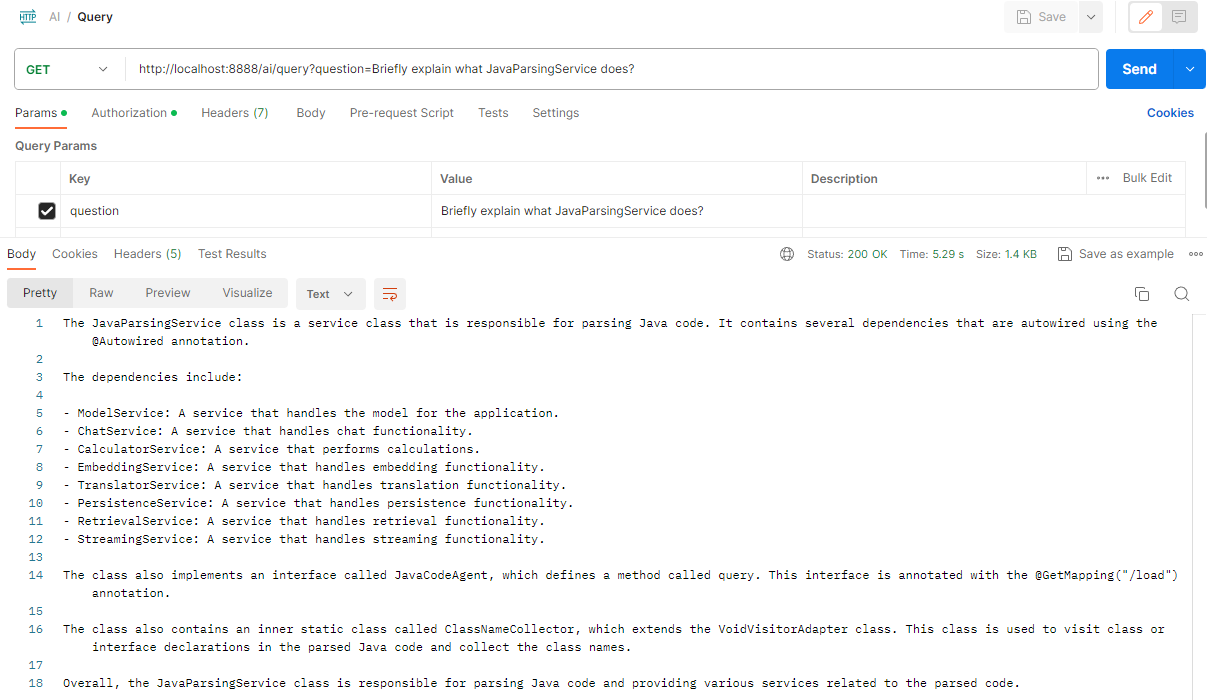 HTTP AI / Query Save
GET http://localhost:8888/ai/query?question=Briefly explain what JavaParsingService does? Send
Params Authorization Headers (7) Body Pre-request Script Tests Settings Cookies
Query Params
Key Value Description Bulk Edit
question Briefly explain what JavaParsingService does?
Body Cookies Headers (5) Test Results Status: 200 OK Time: 5.29 s Size: 1.4 KB Save as example
Pretty Raw Preview Visualize Text
1 The JavaParsingService class is a service class that is responsible for parsing Java code. It contains several dependencies that are autowired using the
@Autowired annotation.
2
3 The dependencies include:
4
5 - ModelService: A service that handles the model for the application.
6 - ChatService: A service that handles chat functionality.
7 - CalculatorService: A service that performs calculations.
8 - EmbeddingService: A service that handles embedding functionality.
9 - TranslatorService: A service that handles translation functionality.
10 - PersistenceService: A service that handles persistence functionality.
11 - RetrievalService: A service that handles retrieval functionality.
12 - StreamingService: A service that handles streaming functionality.
13
14 The class also implements an interface called JavaCodeAgent, which defines a method called query. This interface is annotated with the @GetMapping("/load")
annotation.
15
16 The class also contains an inner static class called ClassNameCollector, which extends the VoidVisitorAdapter class. This class is used to visit class or
interface declarations in the parsed Java code and collect the class names.
17
18 Overall, the JavaParsingService class is responsible for parsing Java code and providing various services related to the parsed code.